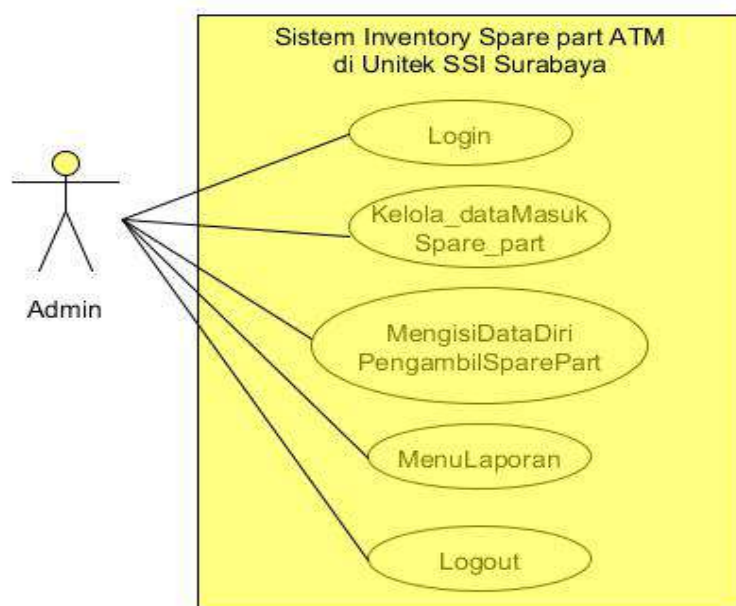 Sistem Inventory Spare part ATM
di Unitek SSI Surabaya
Login
Kelola_dataMasuk
Spare_part
Admin
MengisiDataDiri
PengambilSparePart
MenuLaporan
Logout